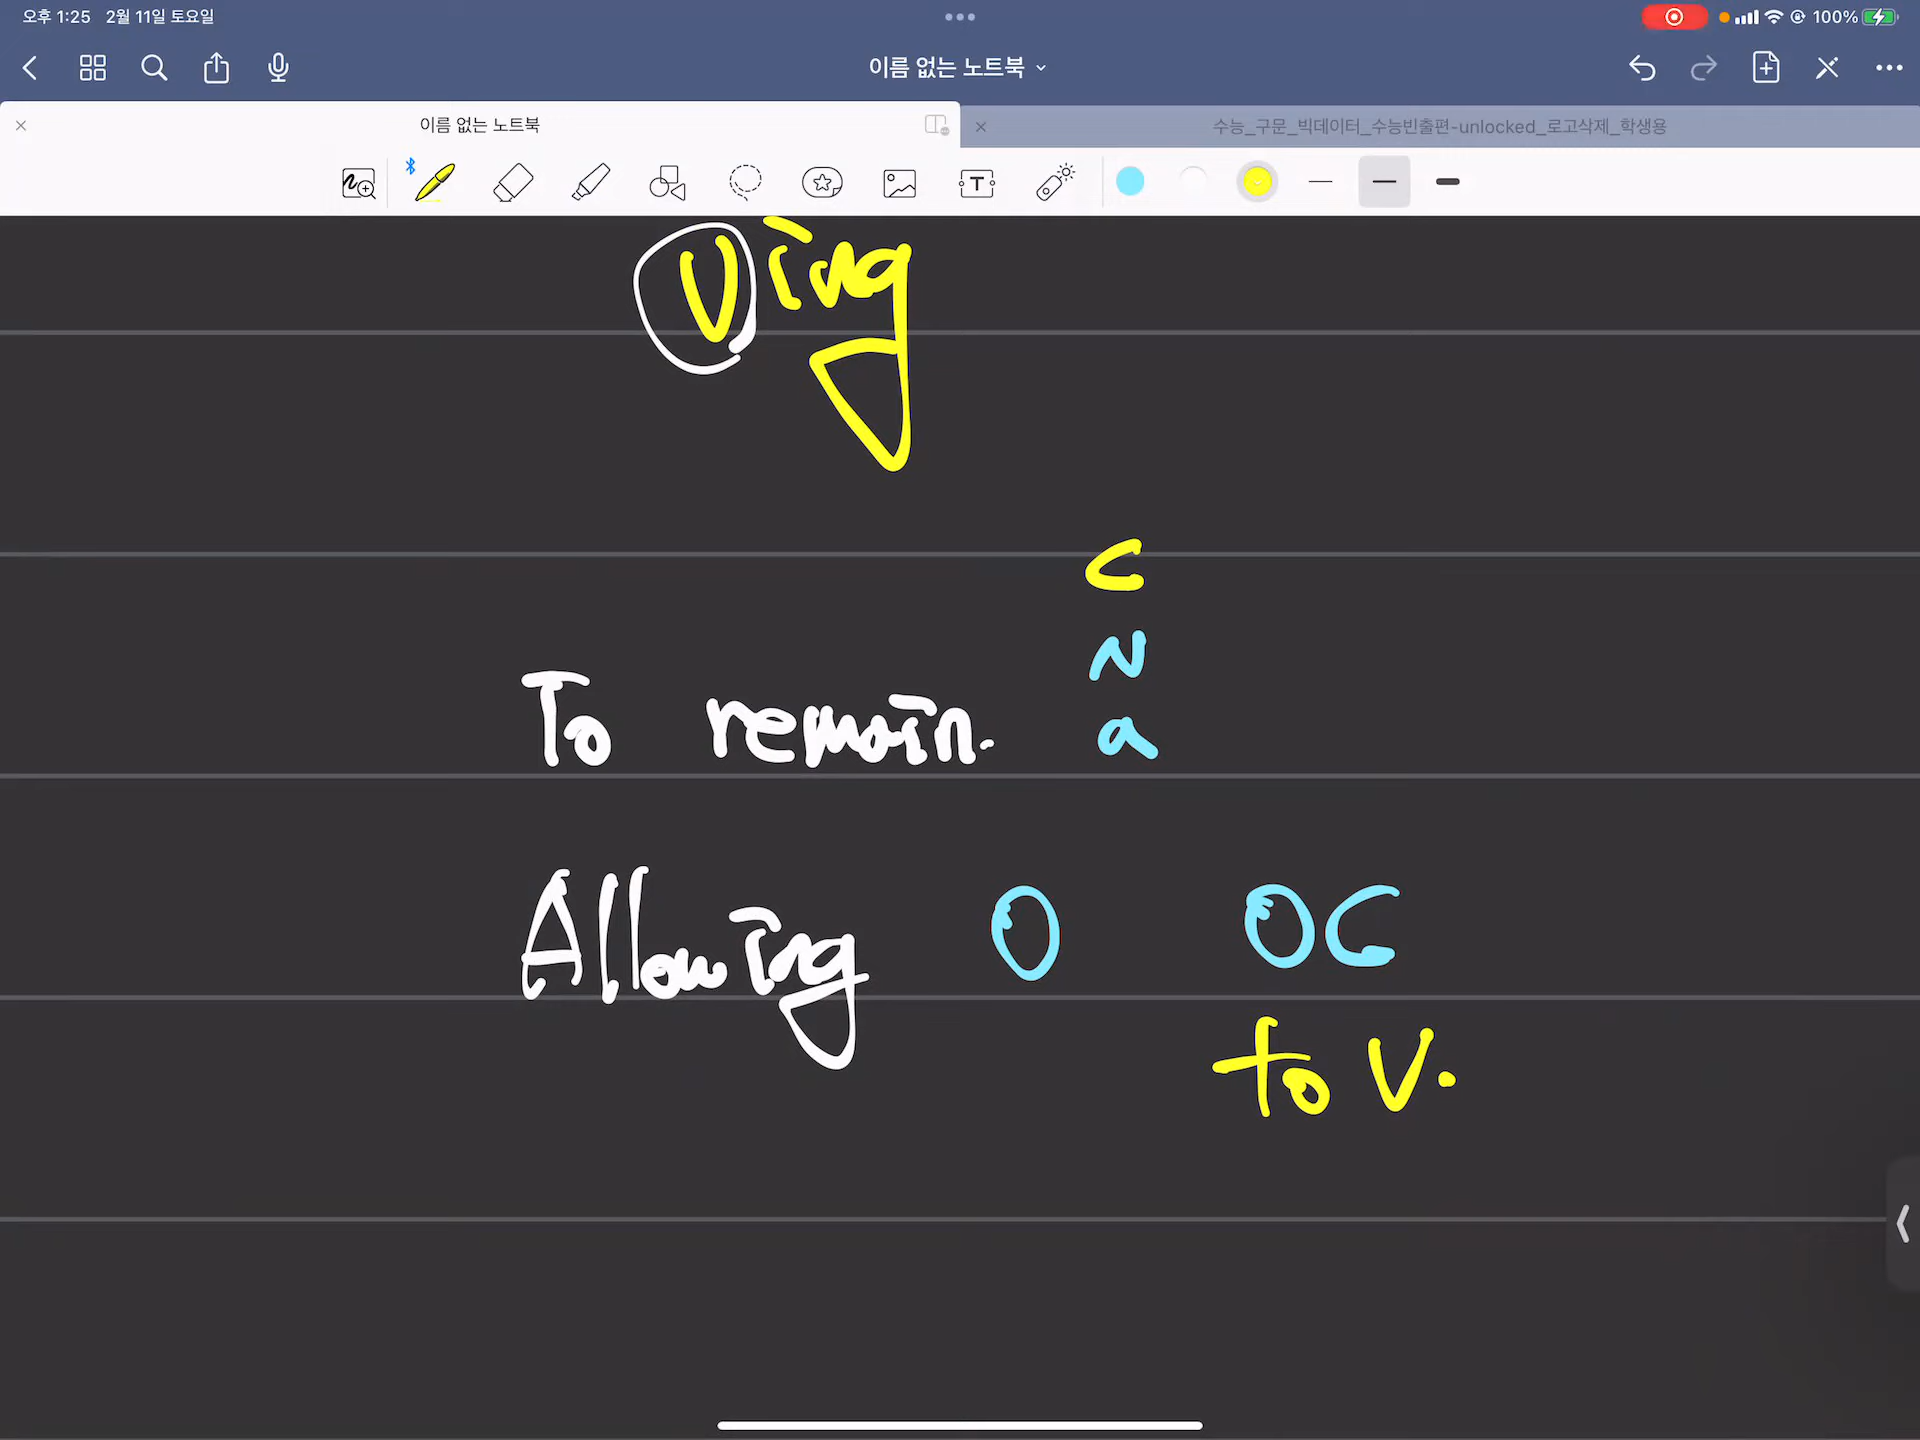 오후 1:25 2월 11일 토요일 100%
이름 없는 노트북
이름 없는 노트북 수능_구문_빅데이터_수능빈출편-unlocked_로고삭제_학생용
T
Ving
C
N
To remain. a
Allowing O OC
to V.